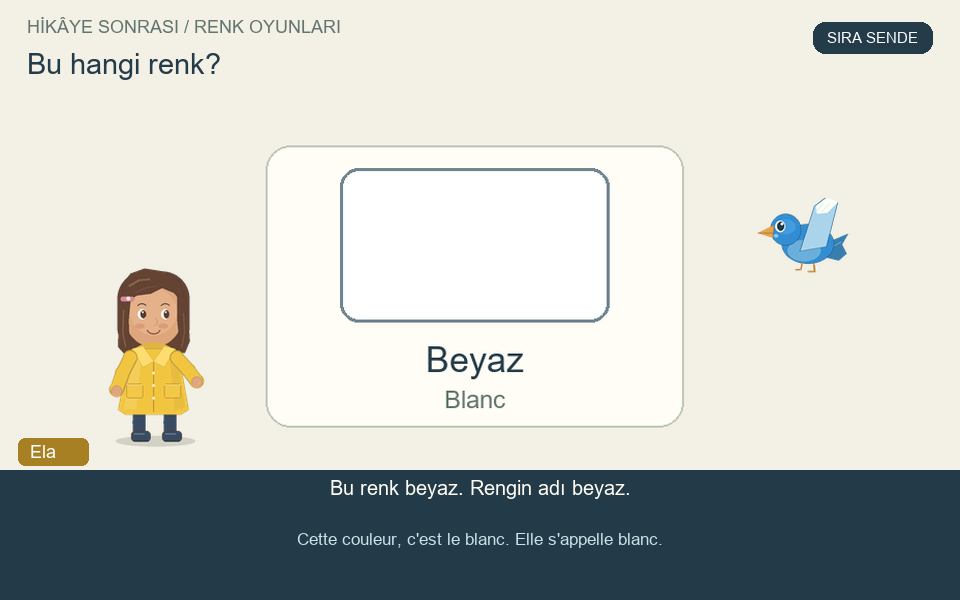 HİKÂYE SONRASI / RENK OYUNLARI
SIRA SENDE
Bu hangi renk?
Beyaz
Blanc
Ela
Bu renk beyaz. Rengin adı beyaz.
Cette couleur, c'est le blanc. Elle s'appelle blanc.